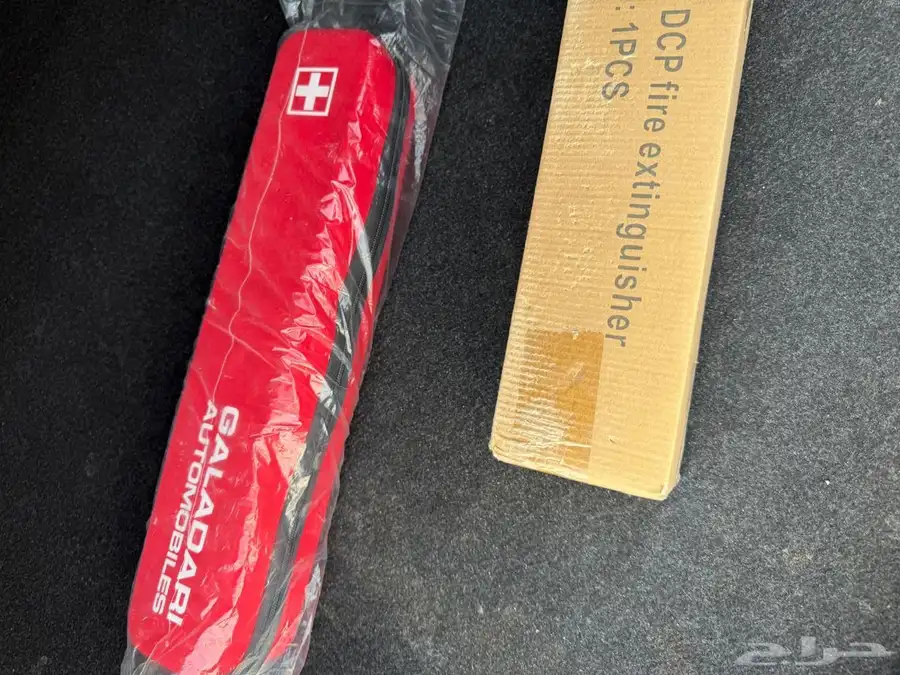 GALADARI
AUTOMOBILES
DCP fire extinguisher
: 1PCS
حراج